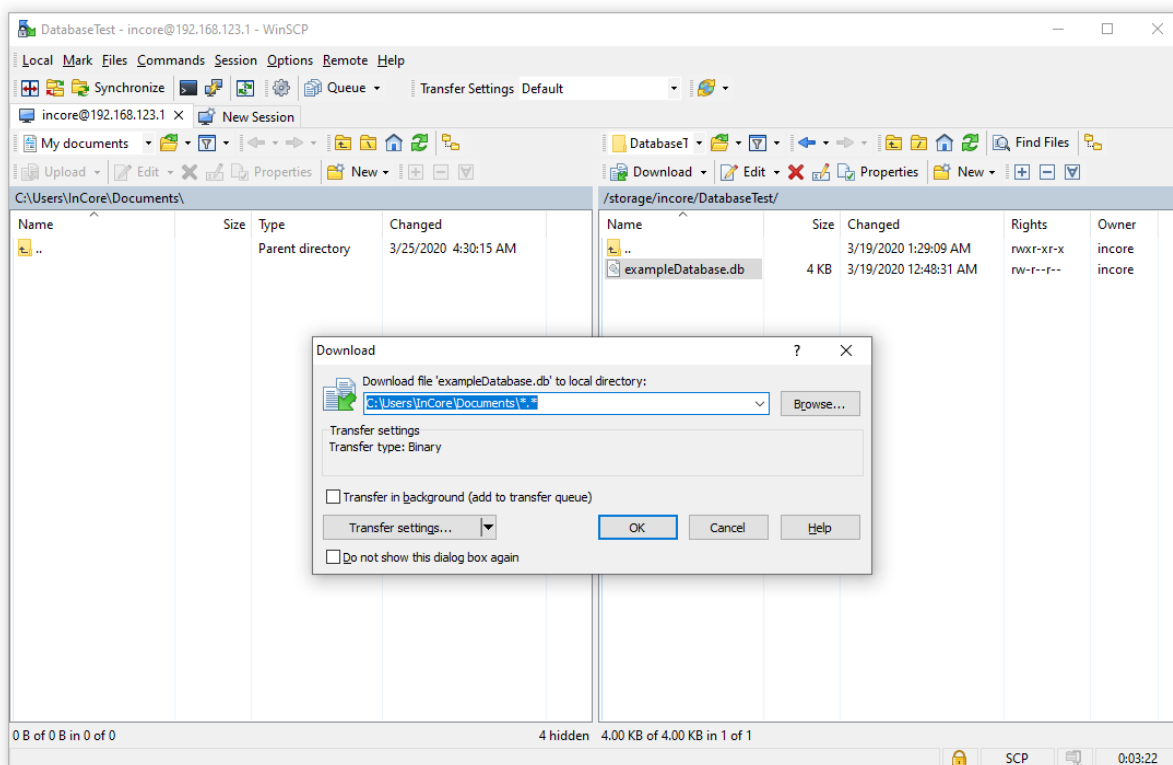 DatabaseTest - incore@192.168.123.1 - WinSCP
Local Mark Files Commands Session Options Remote Help
Synchronize Queue Transfer Settings Default
incore@192.168.123.1 New Session
My documents DatabaseT Find Files
Upload Edit Properties New Download Edit Properties New
C:\Users\InCore\Documents\ /storage/incore/DatabaseTest/
Name Size Type Changed Name Size Changed Rights Owner
.. Parent directory 3/25/2020 4:30:15 AM .. 3/19/2020 1:29:09 AM rwxr-xr-x incore
exampleDatabase.db 4 KB 3/19/2020 12:48:31 AM rw-r--r-- incore
Download ?
Download file 'exampleDatabase.db' to local directory:
C:\Users\InCore\Documents\*.* Browse...
Transfer settings
Transfer type: Binary
Transfer in background (add to transfer queue)
Transfer settings... OK Cancel Help
Do not show this dialog box again
0 B of 0 B in 0 of 0 4 hidden 4.00 KB of 4.00 KB in 1 of 1
SCP 0:03:22